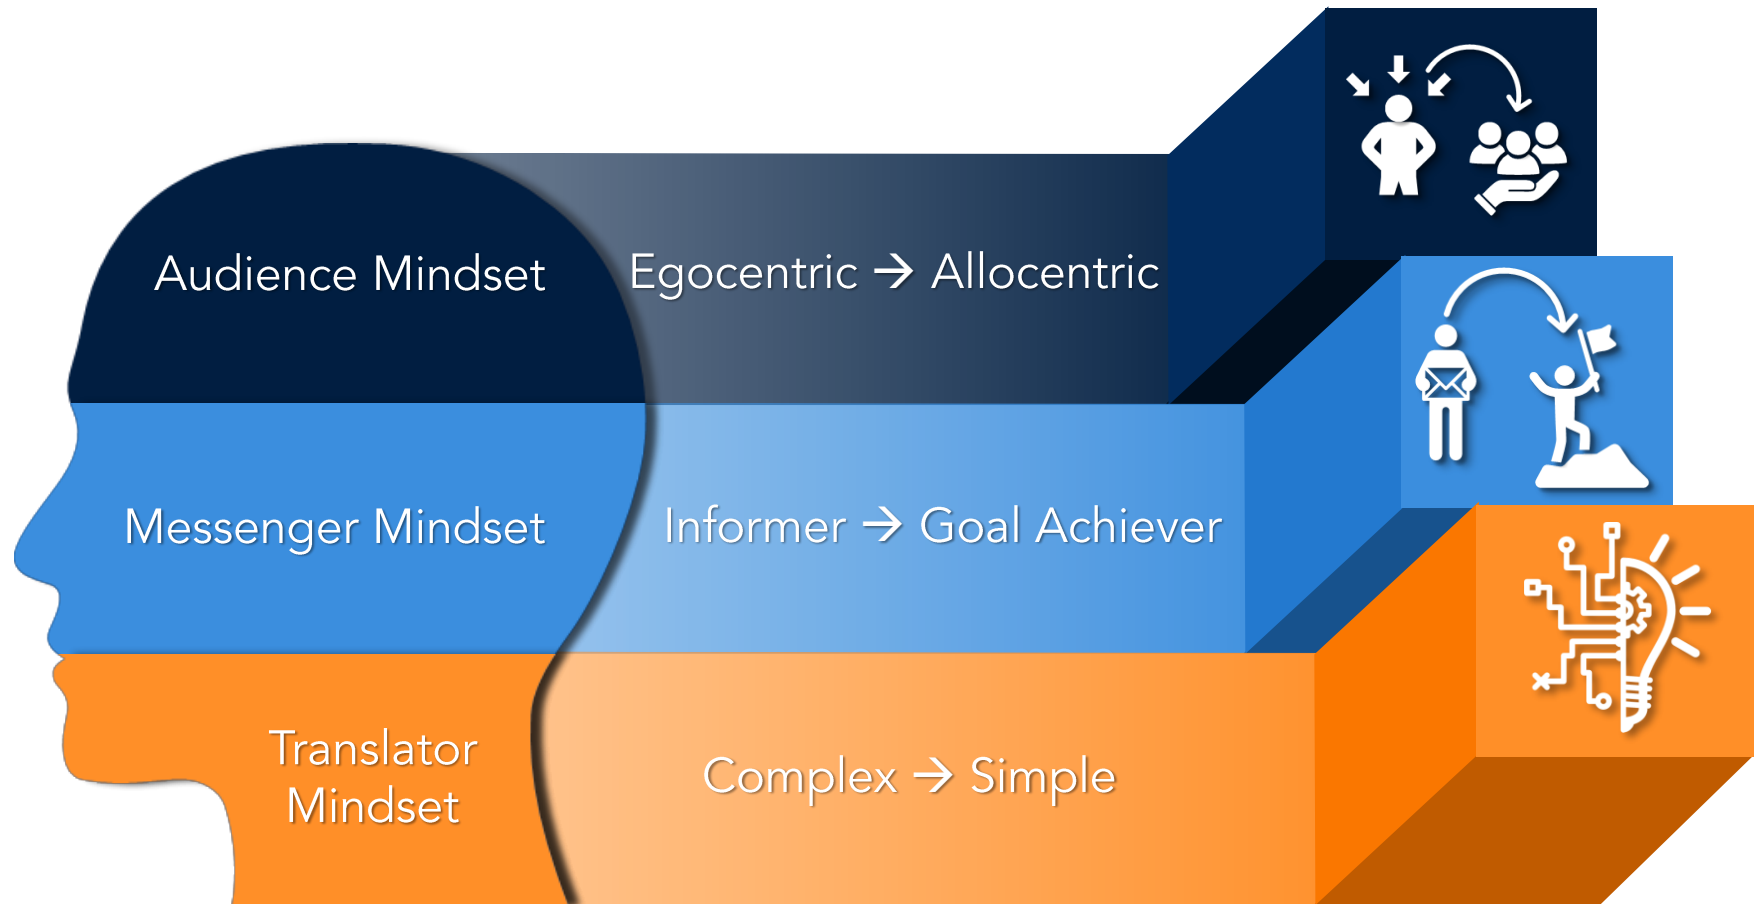 Audience Mindset
Egocentric → Allocentric
Messenger Mindset
Informer → Goal Achiever
Translator
Mindset
Complex → Simple